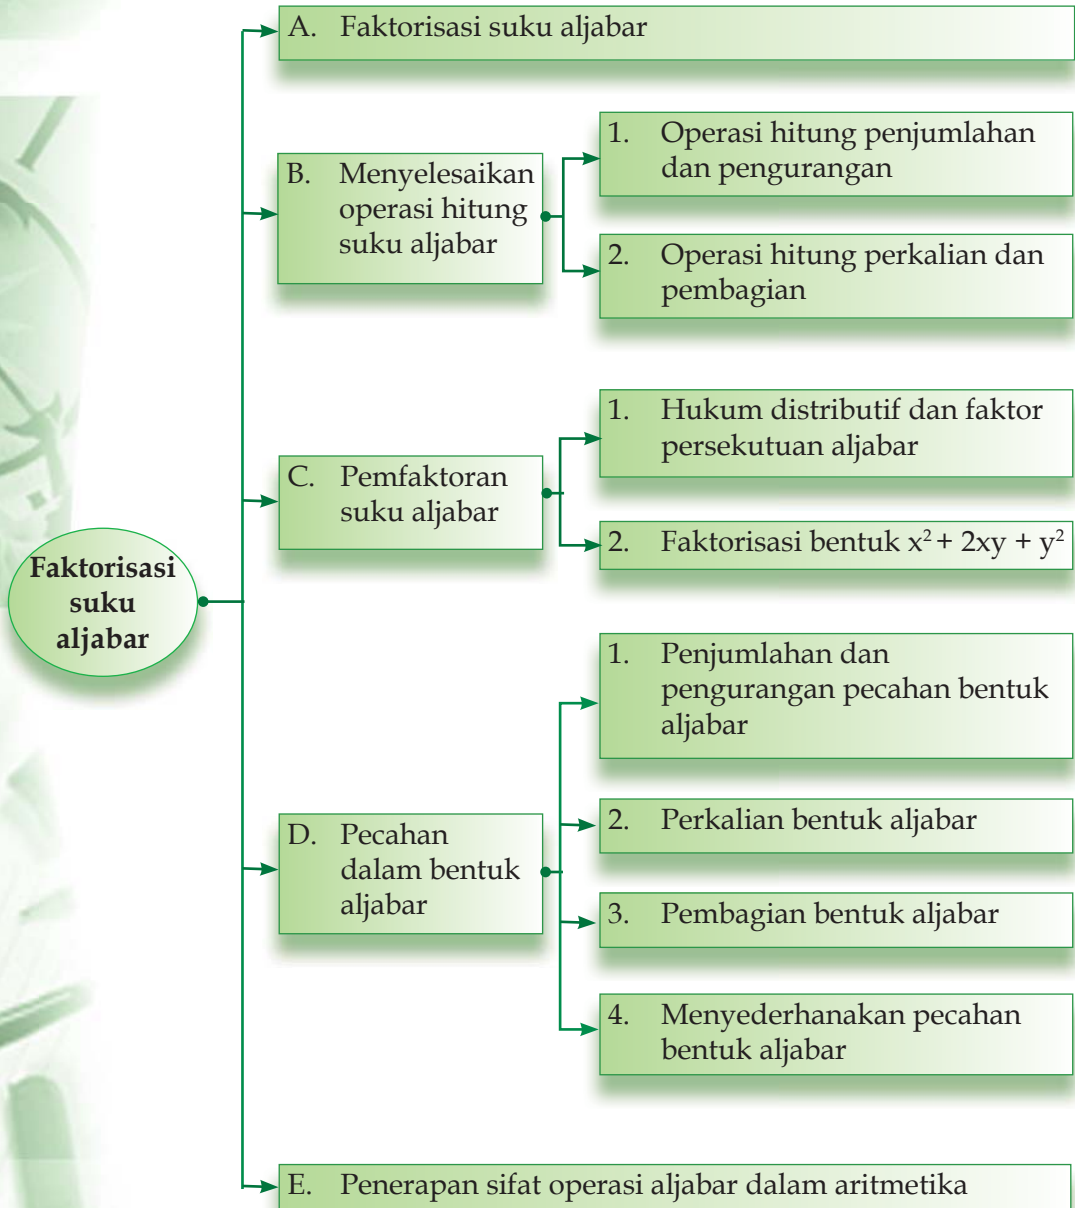 A. Faktorisasi suku aljabar
B. Menyelesaikan
operasi hitung
suku aljabar
1. Operasi hitung penjumlahan
dan pengurangan
2. Operasi hitung perkalian dan
pembagian
C. Pemfaktoran
suku aljabar
1. Hukum distributif dan faktor
persekutuan aljabar
2. Faktorisasi bentuk x² + 2xy + y²
Faktorisasi
suku
aljabar
D. Pecahan
dalam bentuk
aljabar
1. Penjumlahan dan
pengurangan pecahan bentuk
aljabar
2. Perkalian bentuk aljabar
3. Pembagian bentuk aljabar
4. Menyederhanakan pecahan
bentuk aljabar
E. Penerapan sifat operasi aljabar dalam aritmetika